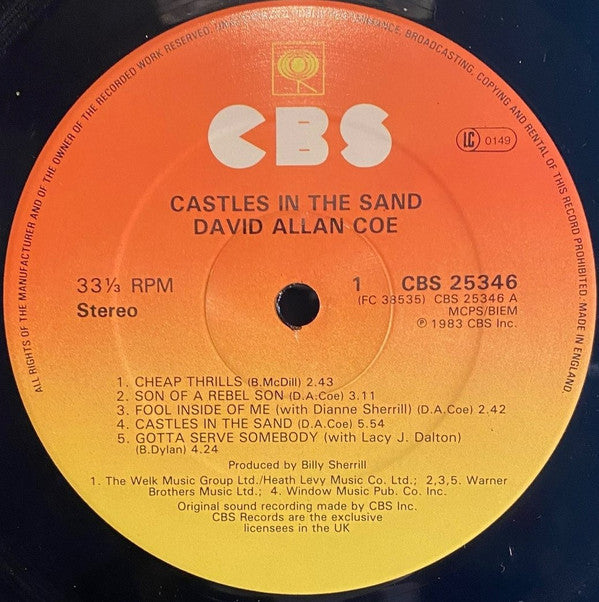 ALL RIGHTS OF THE MANUFACTURER AND OF THE OWNER OF THE RECORDED WORK RESERVED. UNAUTHORISED PUBLIC PERFORMANCE, BROADCASTING, COPYING AND RENTAL OF THIS RECORD PROHIBITED · MADE IN ENGLAND.
CBS
LC 0149
CASTLES IN THE SAND
DAVID ALLAN COE
33⅓ RPM
Stereo
1 CBS 25346
(FC 38535) CBS 25346 A
MCPS/BIEM
℗ 1983 CBS Inc.
1. CHEAP THRILLS (B.McDill) 2.43
2. SON OF A REBEL SON (D.A.Coe) 3.11
3. FOOL INSIDE OF ME (with Dianne Sherrill) (D.A.Coe) 2.42
4. CASTLES IN THE SAND (D.A.Coe) 5.54
5. GOTTA SERVE SOMEBODY (with Lacy J. Dalton)
(B.Dylan) 4.24
Produced by Billy Sherrill
1. The Welk Music Group Ltd./Heath Levy Music Co. Ltd.; 2,3,5. Warner
Brothers Music Ltd.; 4. Window Music Pub. Co. Inc.
Original sound recording made by CBS Inc.
CBS Records are the exclusive
licensees in the UK